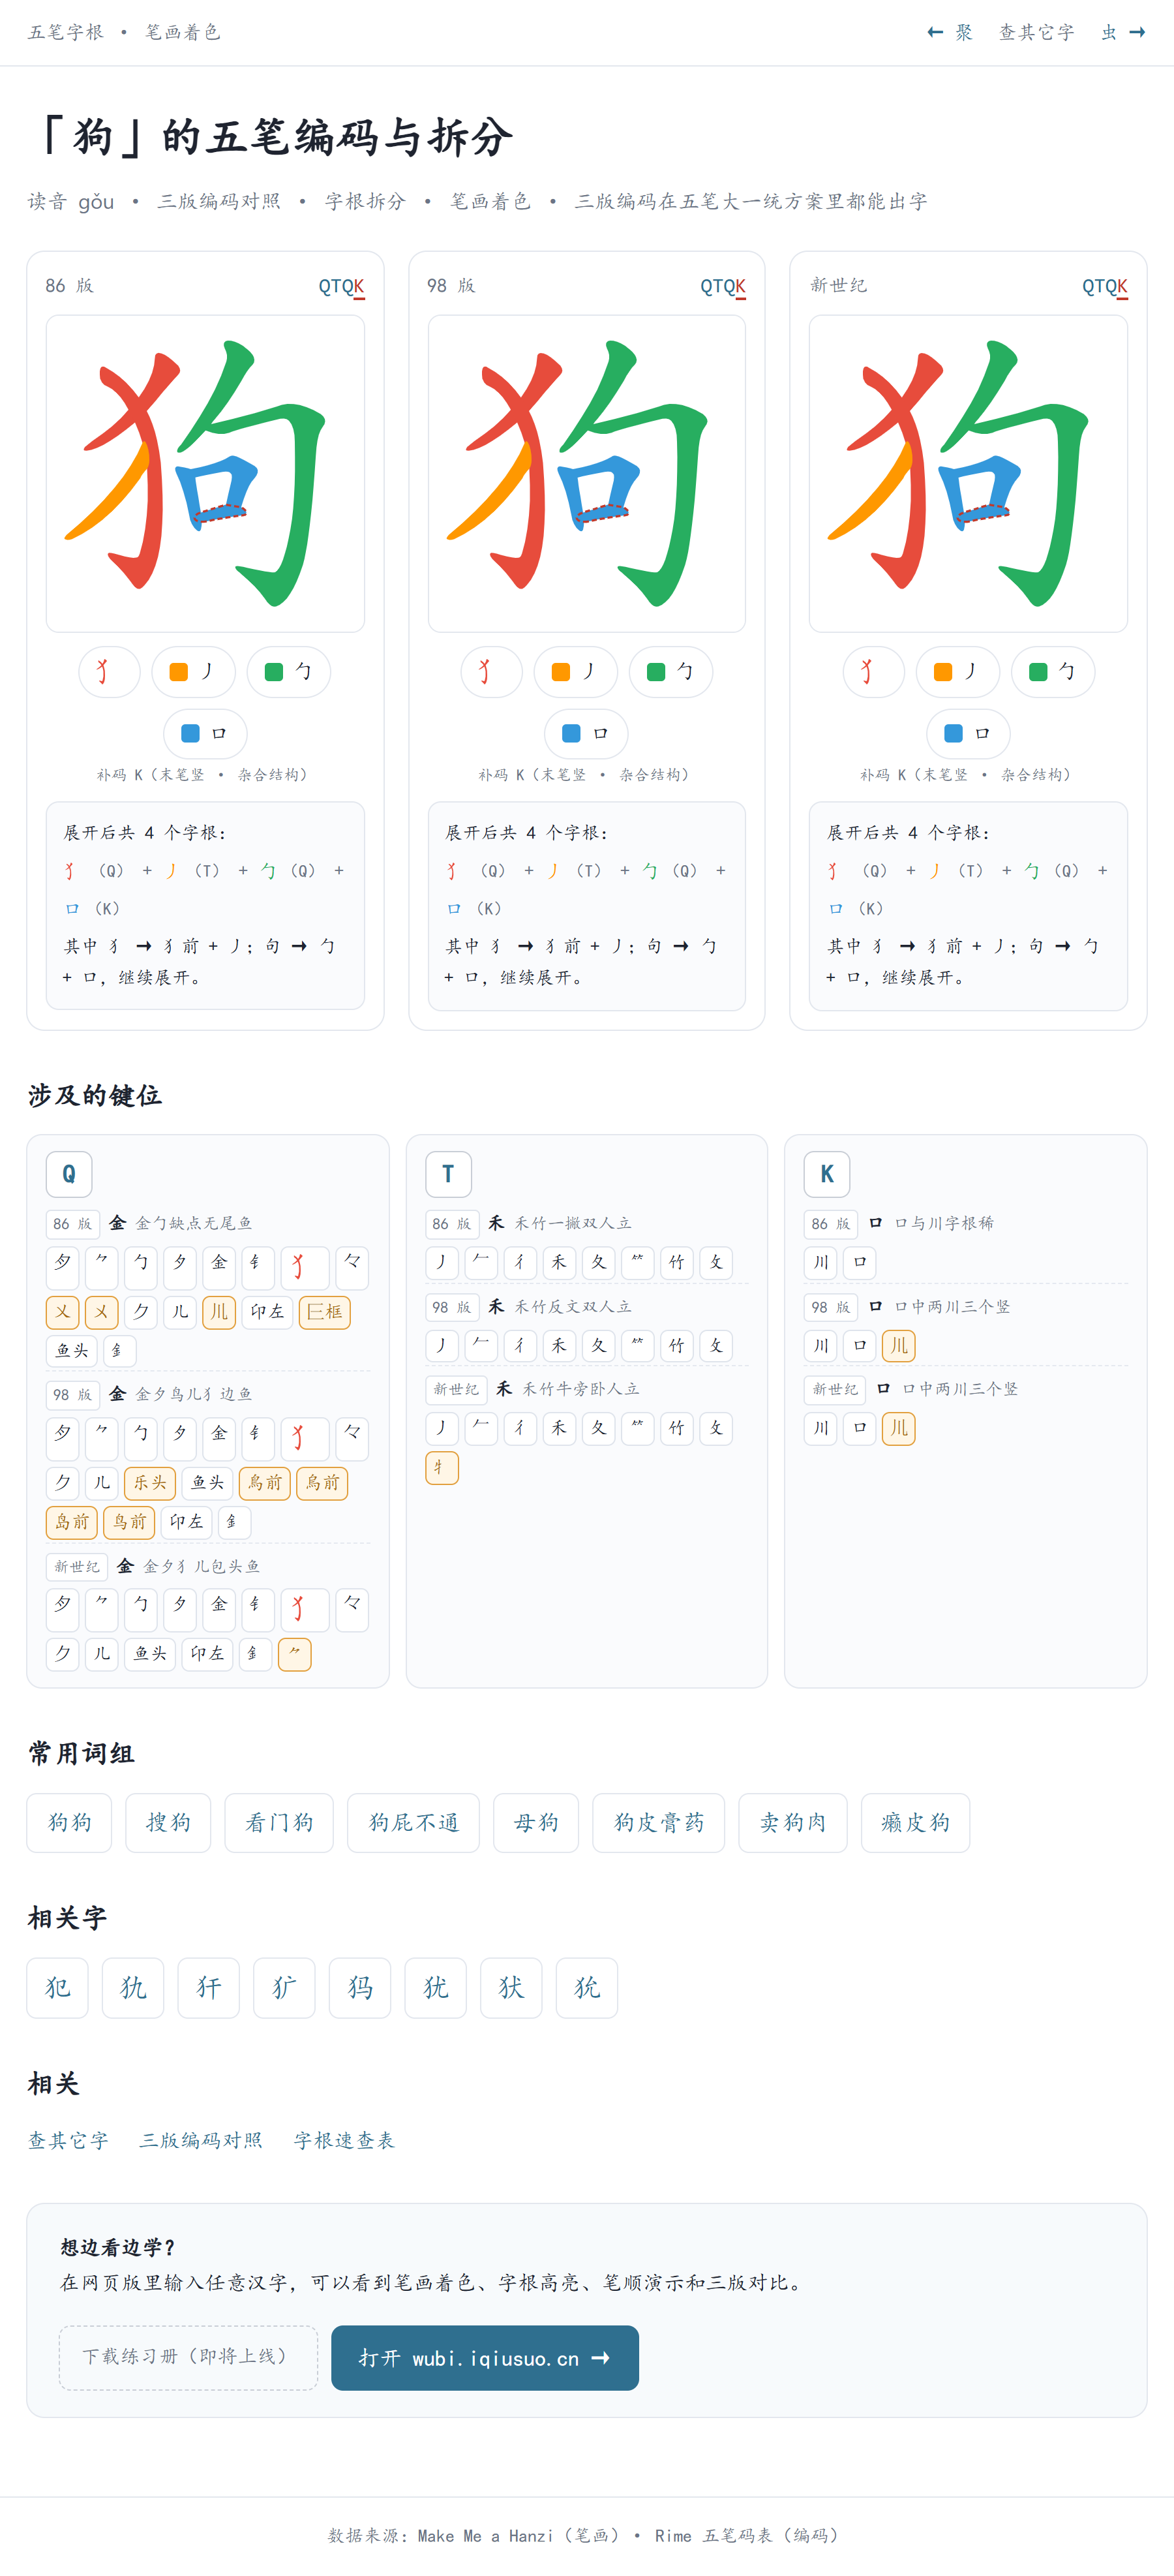 五笔字根 • 笔画着色
← 聚 查其它字 虫 →
「狗」的五笔编码与拆分
读音 gǒu • 三版编码对照 • 字根拆分 • 笔画着色 • 三版编码在五笔大一统方案里都能出字
86 版 QTQK
狗
犭 丿 勹
口
补码 K（末笔竖 • 杂合结构）
展开后共 4 个字根：
犭 （Q） + 丿（T） + 勹（Q） +
口（K）
其中 犭 → 犭前 + 丿；句 → 勹
+ 口，继续展开。
98 版 QTQK
狗
犭 丿 勹
口
补码 K（末笔竖 • 杂合结构）
展开后共 4 个字根：
犭 （Q） + 丿（T） + 勹（Q） +
口（K）
其中 犭 → 犭前 + 丿；句 → 勹
+ 口，继续展开。
新世纪 QTQK
狗
犭 丿 勹
口
补码 K（末笔竖 • 杂合结构）
展开后共 4 个字根：
犭 （Q） + 丿（T） + 勹（Q） +
口（K）
其中 犭 → 犭前 + 丿；句 → 勹
+ 口，继续展开。
涉及的键位
Q
86 版 金 金勹缺点无尾鱼
勹 夕 金 钅
乂 㐅 儿 卯左 匚框
鱼头 釒
98 版 金 金夕鸟儿犭边鱼
勹 夕 金 钅
儿 乐头 鱼头
岛前 鸟前 卯左 釒
新世纪 金 金夕犭儿包头鱼
勹 夕 金 钅
儿 鱼头 卯左 釒
T
86 版 禾 禾竹一撇双人立
丿 𠂉 彳 禾 夂 ⺮ 竹 攵
98 版 禾 禾竹反文双人立
丿 𠂉 彳 禾 夂 ⺮ 竹 攵
新世纪 禾 禾竹牛旁卧人立
丿 𠂉 彳 禾 夂 ⺮ 竹 攵
牜
K
86 版 口 口与川字根稀
川 口
98 版 口 口中两川三个竖
川 口
新世纪 口 口中两川三个竖
川 口
常用词组
狗狗 搜狗 看门狗 狗屁不通 母狗 狗皮膏药 卖狗肉 癞皮狗
相关字
犯 犰 犴 犷 犸 犹 犬 狁
相关
查其它字 三版编码对照 字根速查表
想边看边学？
在网页版里输入任意汉字，可以看到笔画着色、字根高亮、笔顺演示和三版对比。
下载练习册（即将上线） 打开 wubi.iqiusuo.cn →
数据来源：Make Me a Hanzi（笔画） • Rime 五笔码表（编码）